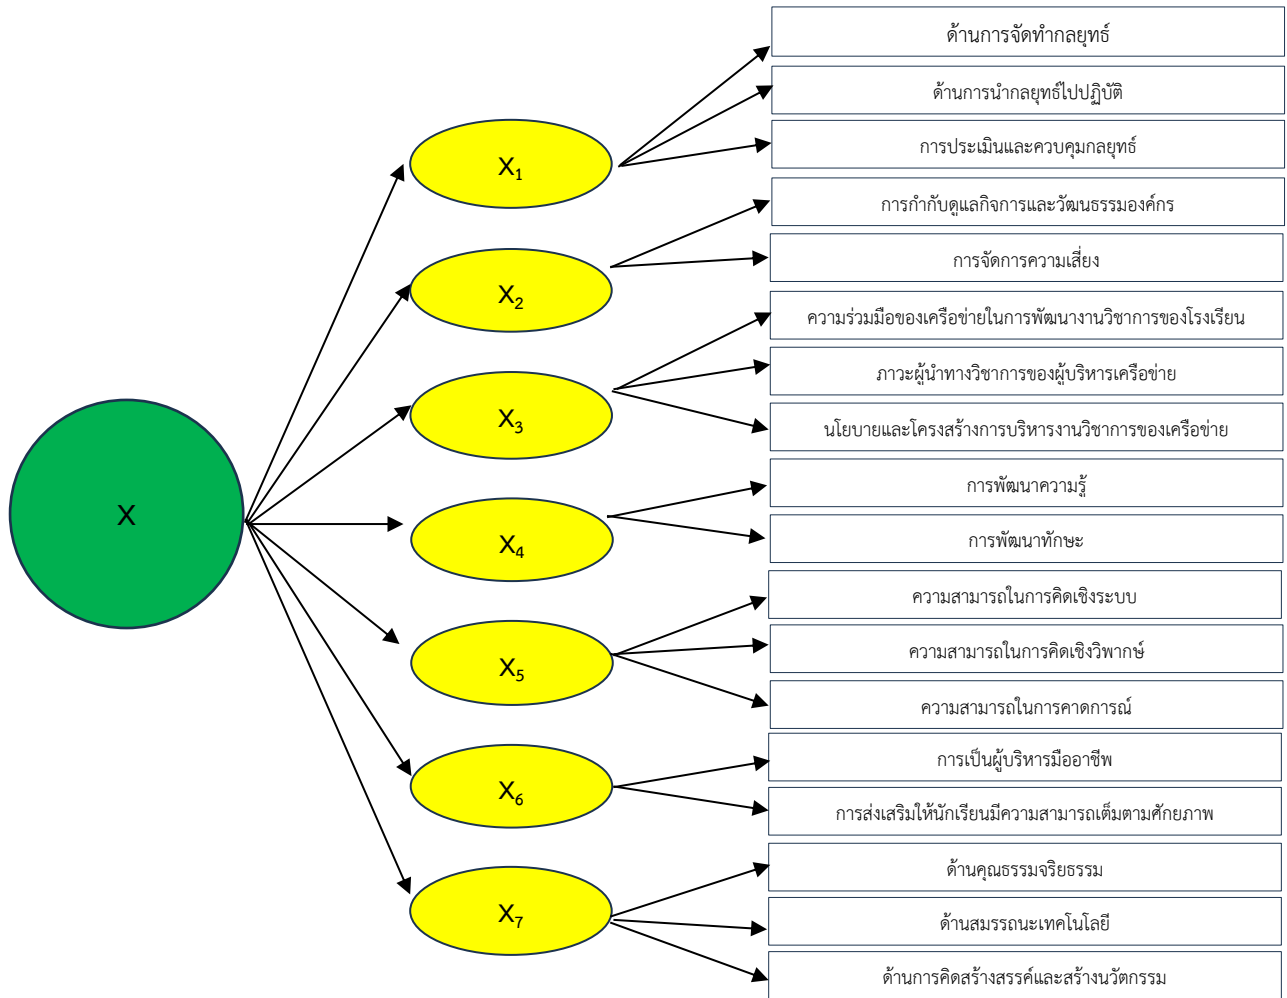 X
X₁
X₂
X₃
X₄
X₅
X₆
X₇
ด้านการจัดทำกลยุทธ์
ด้านการนำกลยุทธ์ไปปฏิบัติ
การประเมินและควบคุมกลยุทธ์
การกำกับดูแลกิจการและวัฒนธรรมองค์กร
การจัดการความเสี่ยง
ความร่วมมือของเครือข่ายในการพัฒนางานวิชาการของโรงเรียน
ภาวะผู้นำทางวิชาการของผู้บริหารเครือข่าย
นโยบายและโครงสร้างการบริหารงานวิชาการของเครือข่าย
การพัฒนาความรู้
การพัฒนาทักษะ
ความสามารถในการคิดเชิงระบบ
ความสามารถในการคิดเชิงวิพากษ์
ความสามารถในการคาดการณ์
การเป็นผู้บริหารมืออาชีพ
การส่งเสริมให้นักเรียนมีความสามารถเต็มตามศักยภาพ
ด้านคุณธรรมจริยธรรม
ด้านสมรรถนะเทคโนโลยี
ด้านการคิดสร้างสรรค์และสร้างนวัตกรรม